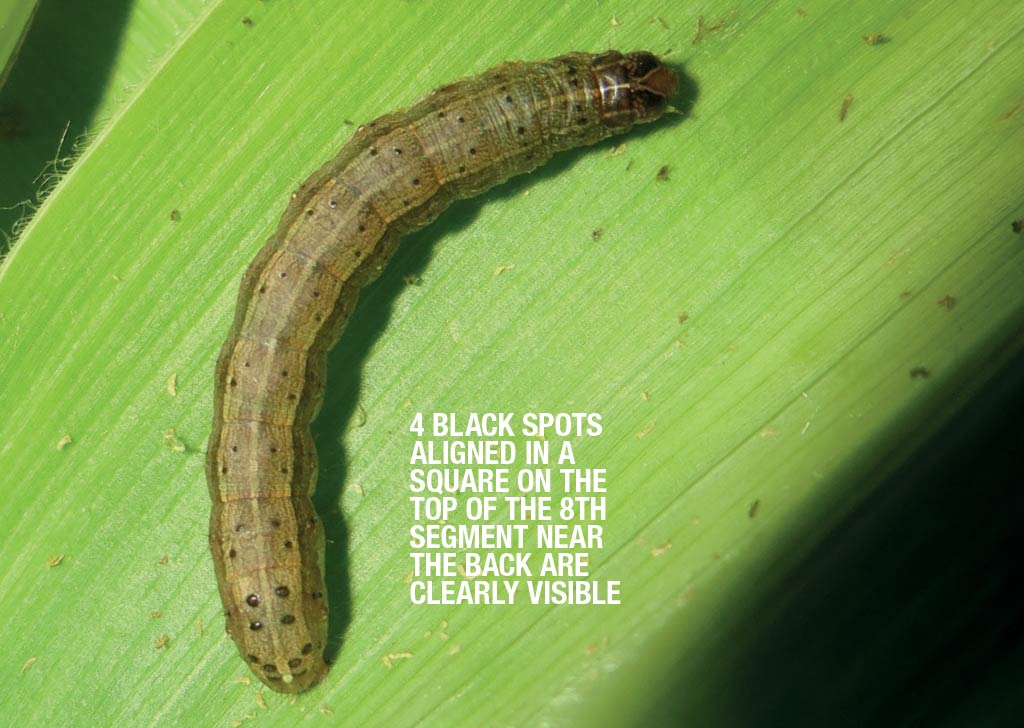 4 BLACK SPOTS
ALIGNED IN A
SQUARE ON THE
TOP OF THE 8TH
SEGMENT NEAR
THE BACK ARE
CLEARLY VISIBLE